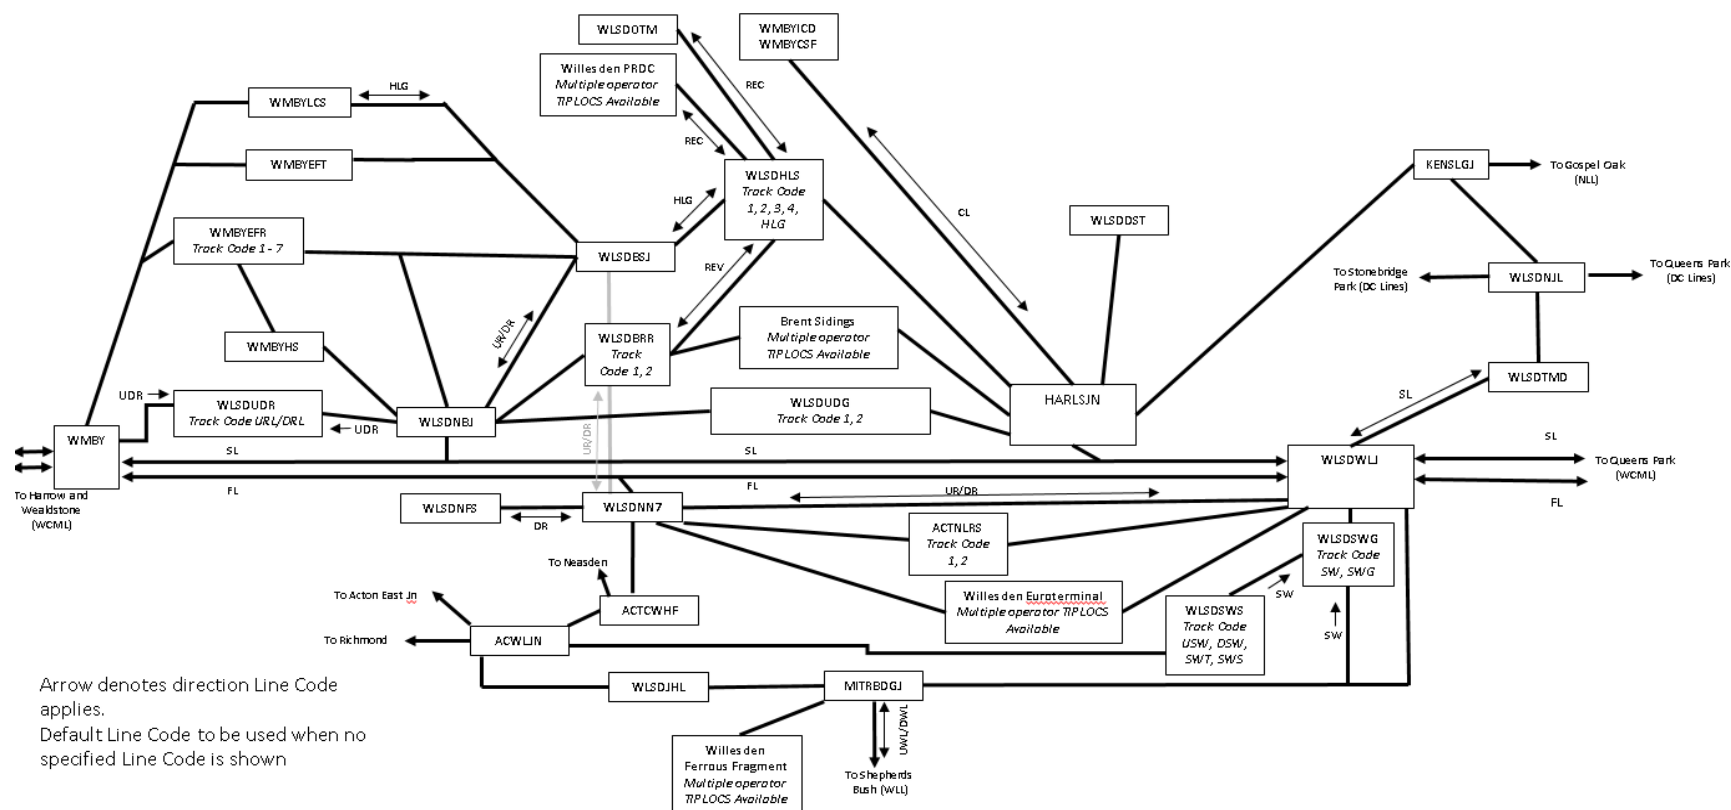 WLSDOTM
WMBYICD
WMBYCSF
Willesden PRDC
Multiple operator
TIPLOCS Available
REC
REC
HLG
WMBYLCS
WMBYEFT
WLSDHLS
Track Code
1, 2, 3, 4,
HLG
HLG
KENSLGJ
To Gospel Oak
(NLL)
CL
WLSDDST
WMBYEFR
Track Code 1 - 7
WLSDBSJ
REV
To Stonebridge
Park (DC Lines)
WLSDNJL
To Queens Park
(DC Lines)
UR/DR
WMBYHS
WLSDBRR
Track
Code 1, 2
Brent Sidings
Multiple operator
TIPLOCS Available
WLSDTMD
UDR
WLSDUDR
Track Code URL/DRL
UDR
WLSDNBJ
WLSDUDG
Track Code 1, 2
HARLSJN
SL
WMBY
UR/DR
SL
SL
WLSDWLJ
SL
To Queens Park
(WCML)
FL
FL
FL
To Harrow and
Wealdstone
(WCML)
WLSDNFS
DR
WLSDNN7
UR/DR
ACTNLRS
Track Code
1, 2
WLSDSWG
Track Code
SW, SWG
To Neasden
To Acton East Jn
ACTCWHF
Willesden Euroterminal
Multiple operator TIPLOCS
Available
SW
WLSDSWS
Track Code
USW, DSW,
SWT, SWS
SW
To Richmond
ACWLJN
WLSDJHL
MITRBDGJ
UWL/DWL
Willesden
Ferrous Fragment
Multiple operator
TIPLOCS Available
To Shepherds
Bush (WLL)
Arrow denotes direction Line Code
applies.
Default Line Code to be used when no
specified Line Code is shown